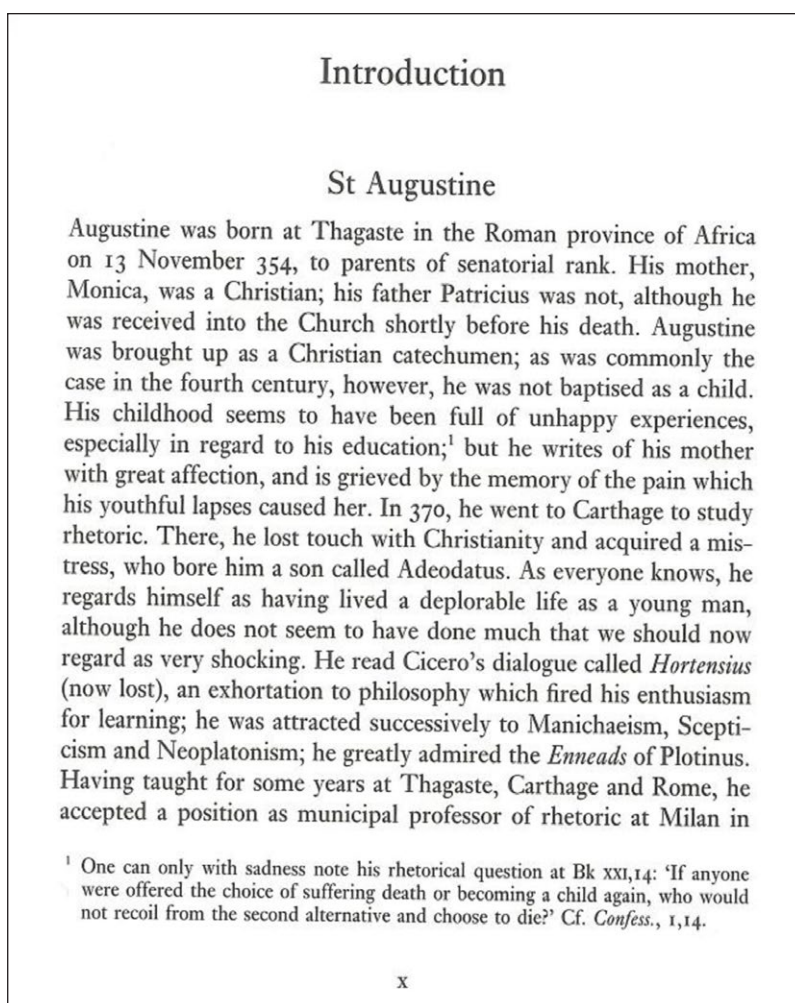 Introduction
St Augustine
Augustine was born at Thagaste in the Roman province of Africa
on 13 November 354, to parents of senatorial rank. His mother,
Monica, was a Christian; his father Patricius was not, although he
was received into the Church shortly before his death. Augustine
was brought up as a Christian catechumen; as was commonly the
case in the fourth century, however, he was not baptised as a child.
His childhood seems to have been full of unhappy experiences,
especially in regard to his education;¹ but he writes of his mother
with great affection, and is grieved by the memory of the pain which
his youthful lapses caused her. In 370, he went to Carthage to study
rhetoric. There, he lost touch with Christianity and acquired a mis-
tress, who bore him a son called Adeodatus. As everyone knows, he
regards himself as having lived a deplorable life as a young man,
although he does not seem to have done much that we should now
regard as very shocking. He read Cicero's dialogue called Hortensius
(now lost), an exhortation to philosophy which fired his enthusiasm
for learning; he was attracted successively to Manichaeism, Scepti-
cism and Neoplatonism; he greatly admired the Enneads of Plotinus.
Having taught for some years at Thagaste, Carthage and Rome, he
accepted a position as municipal professor of rhetoric at Milan in
¹ One can only with sadness note his rhetorical question at Bk XXI,14: 'If anyone
were offered the choice of suffering death or becoming a child again, who would
not recoil from the second alternative and choose to die?' Cf. Confess., 1,14.
x